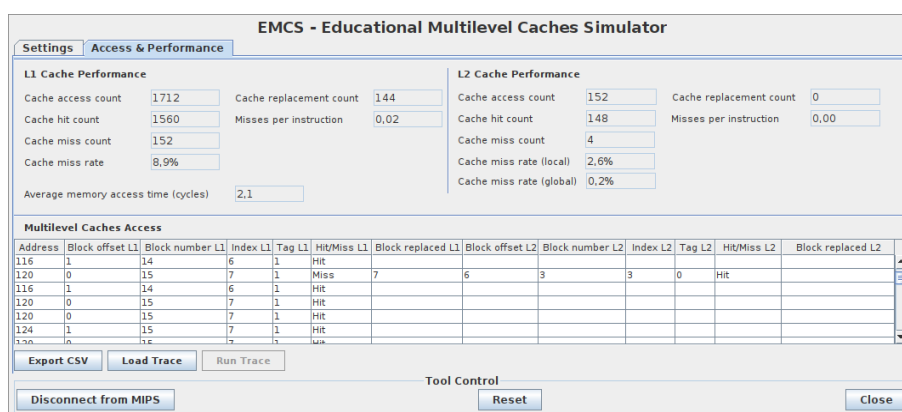 EMCS - Educational Multilevel Caches Simulator
Settings Access & Performance
L1 Cache Performance
Cache access count 1712 Cache replacement count 144
Cache hit count 1560 Misses per instruction 0,02
Cache miss count 152
Cache miss rate 8,9%
Average memory access time (cycles) 2,1
L2 Cache Performance
Cache access count 152 Cache replacement count 0
Cache hit count 148 Misses per instruction 0,00
Cache miss count 4
Cache miss rate (local) 2,6%
Cache miss rate (global) 0,2%
Multilevel Caches Access
Address Block offset L1 Block number L1 Index L1 Tag L1 Hit/Miss L1 Block replaced L1 Block offset L2 Block number L2 Index L2 Tag L2 Hit/Miss L2 Block replaced L2
116 1 14 6 1 Hit
120 0 15 7 1 Miss 7 6 3 3 0 Hit
116 1 14 6 1 Hit
120 0 15 7 1 Hit
120 0 15 7 1 Hit
124 1 15 7 1 Hit
120 0 15 7 1 Hit
Export CSV Load Trace Run Trace
Tool Control
Disconnect from MIPS Reset Close